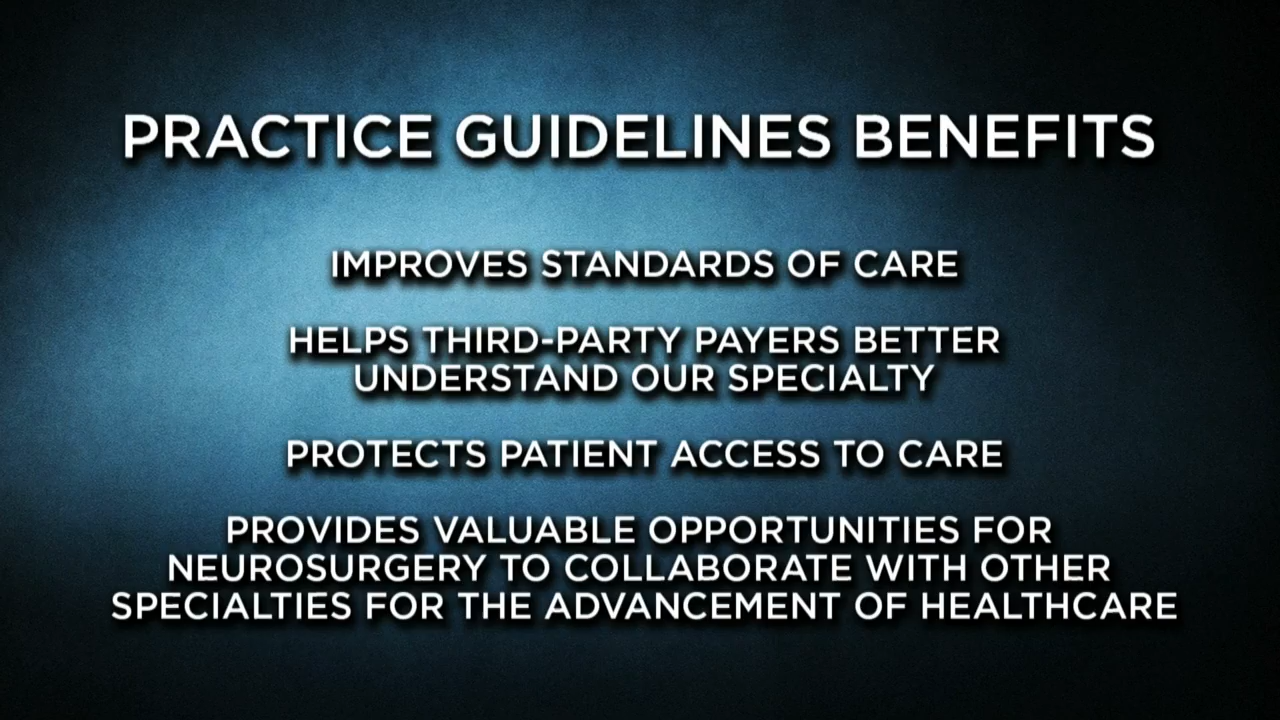 PRACTICE GUIDELINES BENEFITS
IMPROVES STANDARDS OF CARE
HELPS THIRD-PARTY PAYERS BETTER
UNDERSTAND OUR SPECIALTY
PROTECTS PATIENT ACCESS TO CARE
PROVIDES VALUABLE OPPORTUNITIES FOR
NEUROSURGERY TO COLLABORATE WITH OTHER
SPECIALTIES FOR THE ADVANCEMENT OF HEALTHCARE